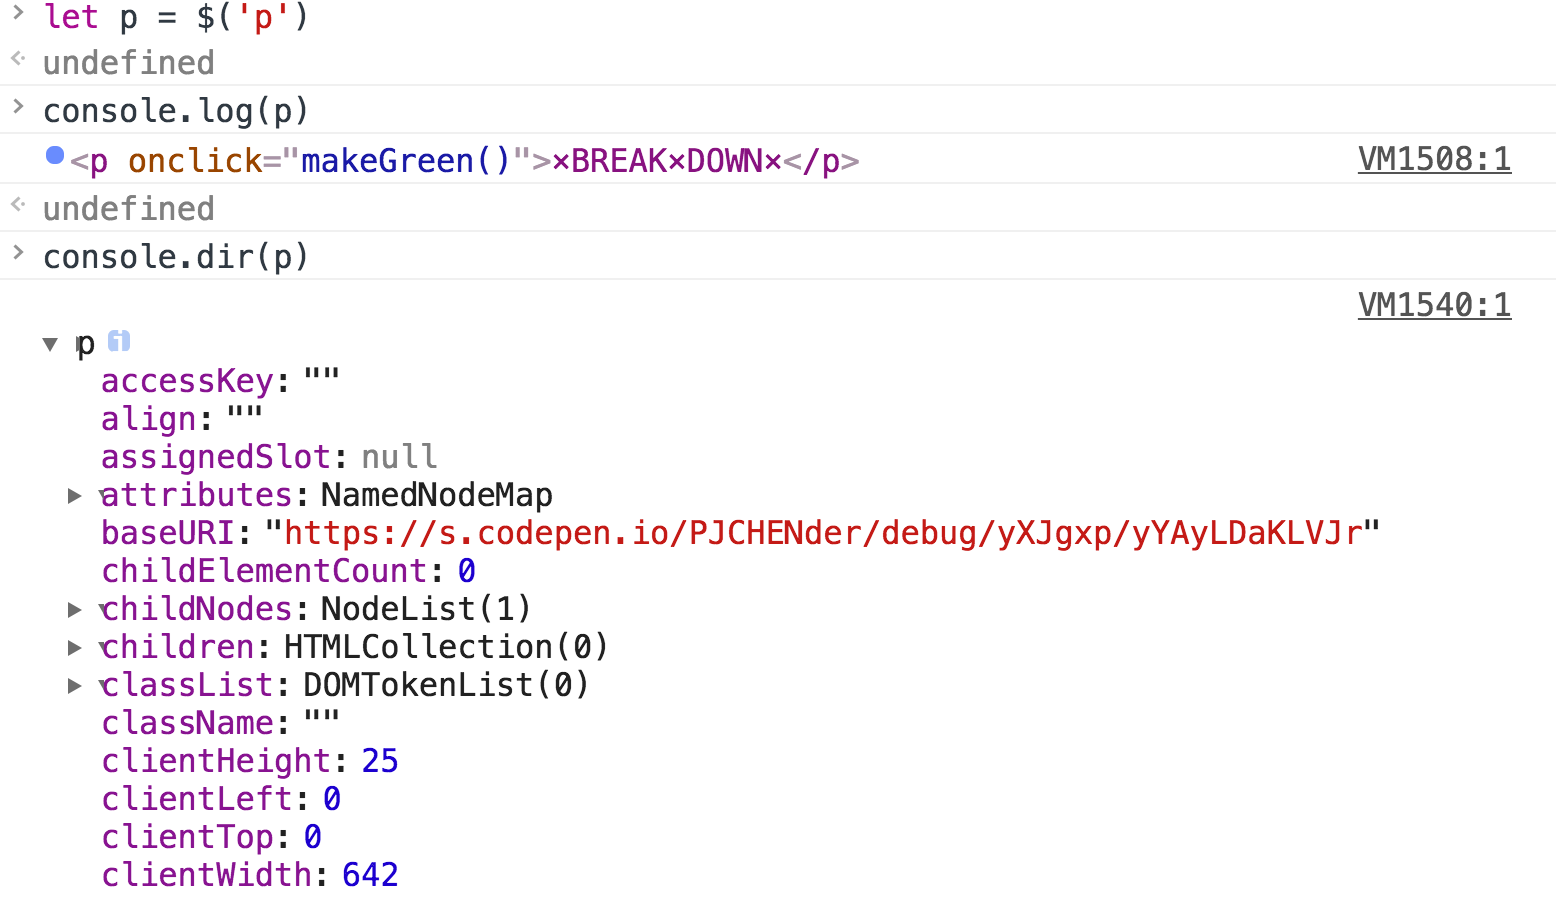 > let p = $('p')
< undefined
> console.log(p)
<p onclick="makeGreen()">×BREAK×DOWN×</p> VM1508:1
< undefined
> console.dir(p)
VM1540:1
▼ p i
accessKey: ""
align: ""
assignedSlot: null
▶ attributes: NamedNodeMap
baseURI: "https://s.codepen.io/PJCHENder/debug/yXJgxp/yYAyLDaKLVJr"
childElementCount: 0
▶ childNodes: NodeList(1)
▶ children: HTMLCollection(0)
▶ classList: DOMTokenList(0)
className: ""
clientHeight: 25
clientLeft: 0
clientTop: 0
clientWidth: 642